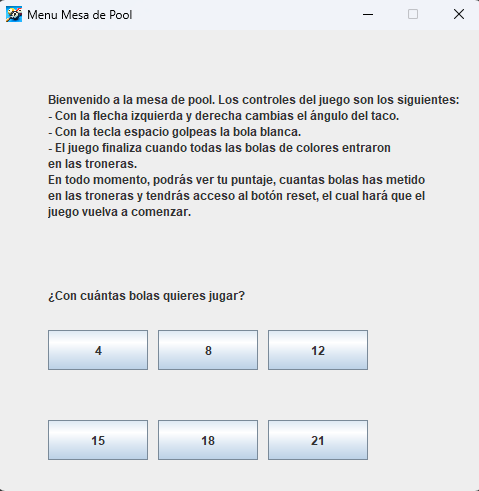 Menu Mesa de Pool
Bienvenido a la mesa de pool. Los controles del juego son los siguientes:
- Con la flecha izquierda y derecha cambias el ángulo del taco.
- Con la tecla espacio golpeas la bola blanca.
- El juego finaliza cuando todas las bolas de colores entraron
en las troneras.
En todo momento, podrás ver tu puntaje, cuantas bolas has metido
en las troneras y tendrás acceso al botón reset, el cual hará que el
juego vuelva a comenzar.
¿Con cuántas bolas quieres jugar?
4 8 12
15 18 21